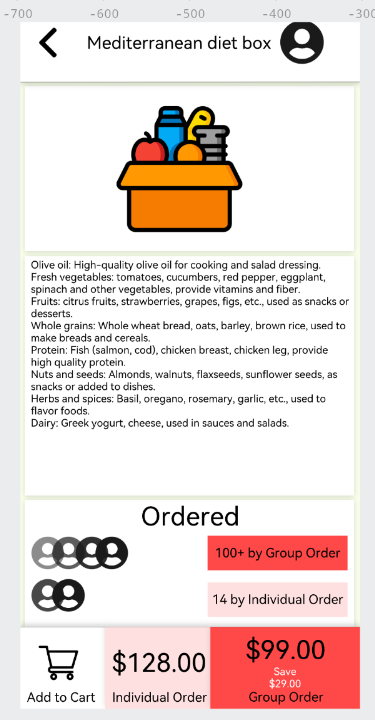 -700 -600 -500 -400 -300
Mediterranean diet box
Olive oil: High-quality olive oil for cooking and salad dressing.
Fresh vegetables: tomatoes, cucumbers, red pepper, eggplant,
spinach and other vegetables, provide vitamins and fiber.
Fruits: citrus fruits, strawberries, grapes, figs, etc., used as snacks or
desserts.
Whole grains: Whole wheat bread, oats, barley, brown rice, used to
make breads and cereals.
Protein: Fish (salmon, cod), chicken breast, chicken leg, provide
high quality protein.
Nuts and seeds: Almonds, walnuts, flaxseeds, sunflower seeds, as
snacks or added to dishes.
Herbs and spices: Basil, oregano, rosemary, garlic, etc., used to
flavor foods.
Dairy: Greek yogurt, cheese, used in sauces and salads.
Ordered
100+ by Group Order
14 by Individual Order
Add to Cart
$128.00
Individual Order
$99.00
Save
$29.00
Group Order